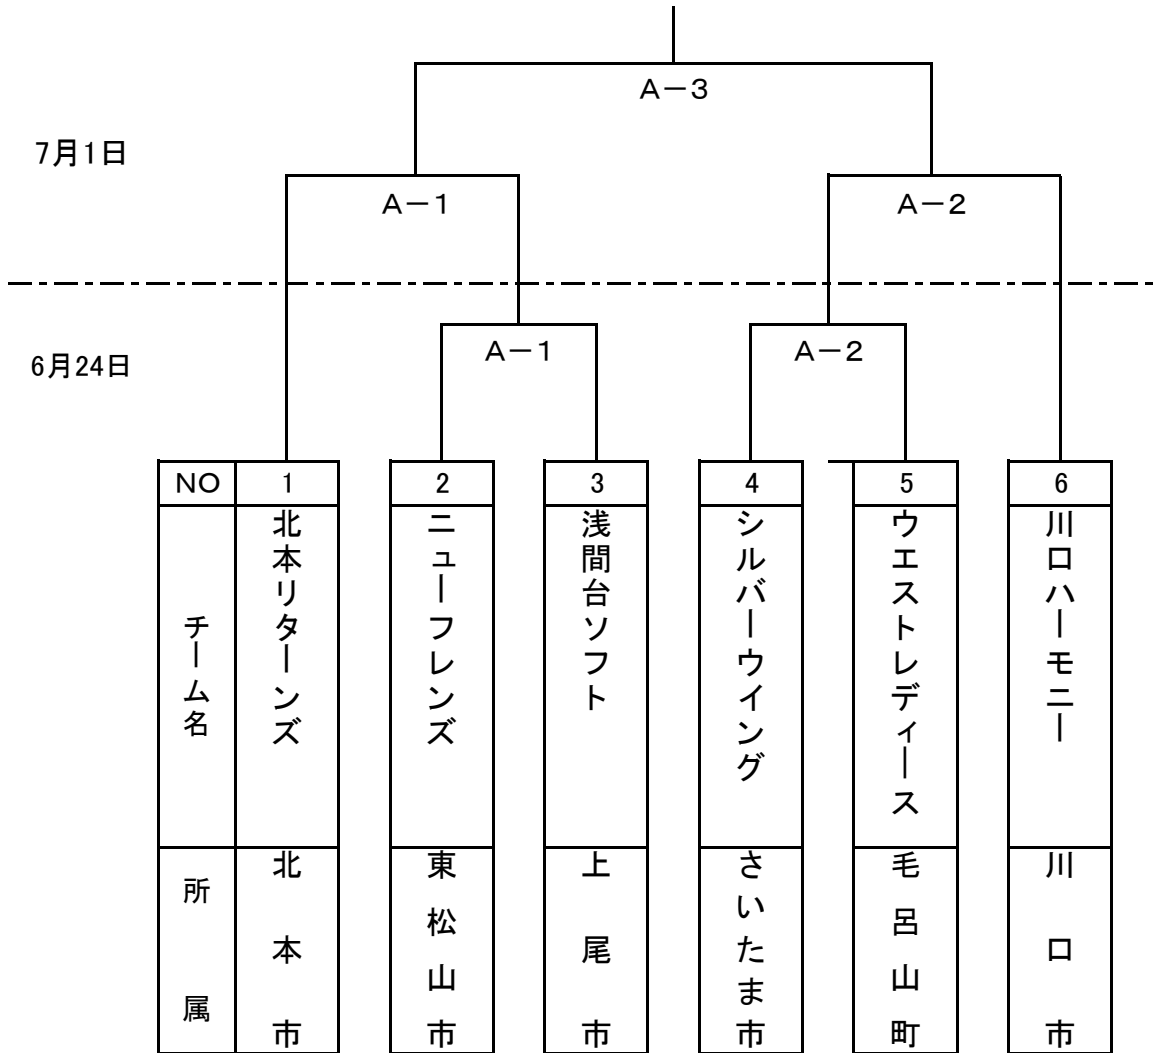 A-3
7月1日
A-1
A-2
A-1
A-2
6月24日
NO
1
2
3
4
5
6
チーム名
北本リターンズ
ニューフレンズ
浅間台ソフト
シルバーウイング
ウエストレディース
川口ハーモニー
所属
北本市
東松山市
上尾市
さいたま市
毛呂山町
川口市